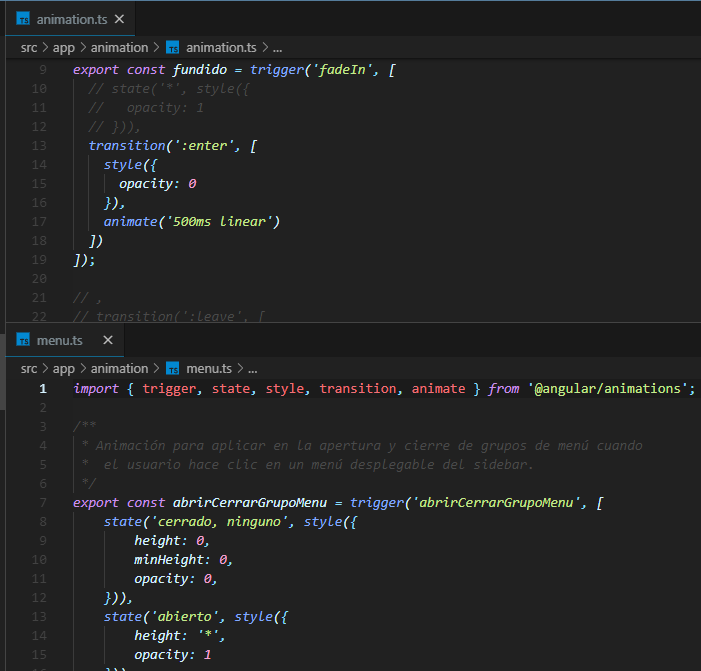 TS animation.ts ×
src > app > animation > TS animation.ts > ...
9 export const fundido = trigger('fadeIn', [
10 // state('*', style({
11 //   opacity: 1
12 // })),
13 transition(':enter', [
14 style({
15 opacity: 0
16 }),
17 animate('500ms linear')
18 ])
19 ]);
20
21 // ,
22 // transition(':leave', [
TS menu.ts ×
src > app > animation > TS menu.ts > ...
1 import { trigger, state, style, transition, animate } from '@angular/animations';
2
3 /**
4 * Animación para aplicar en la apertura y cierre de grupos de menú cuando
5 *  el usuario hace clic en un menú desplegable del sidebar.
6 */
7 export const abrirCerrarGrupoMenu = trigger('abrirCerrarGrupoMenu', [
8 state('cerrado, ninguno', style({
9 height: 0,
10 minHeight: 0,
11 opacity: 0,
12 })),
13 state('abierto', style({
14 height: '*',
15 opacity: 1